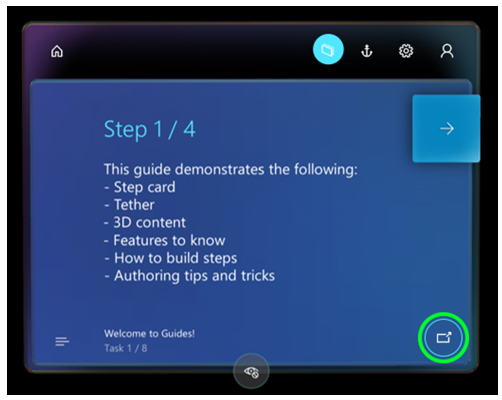 Step 1 / 4
This guide demonstrates the following:
- Step card
- Tether
- 3D content
- Features to know
- How to build steps
- Authoring tips and tricks
Welcome to Guides!
Task 1 / 8